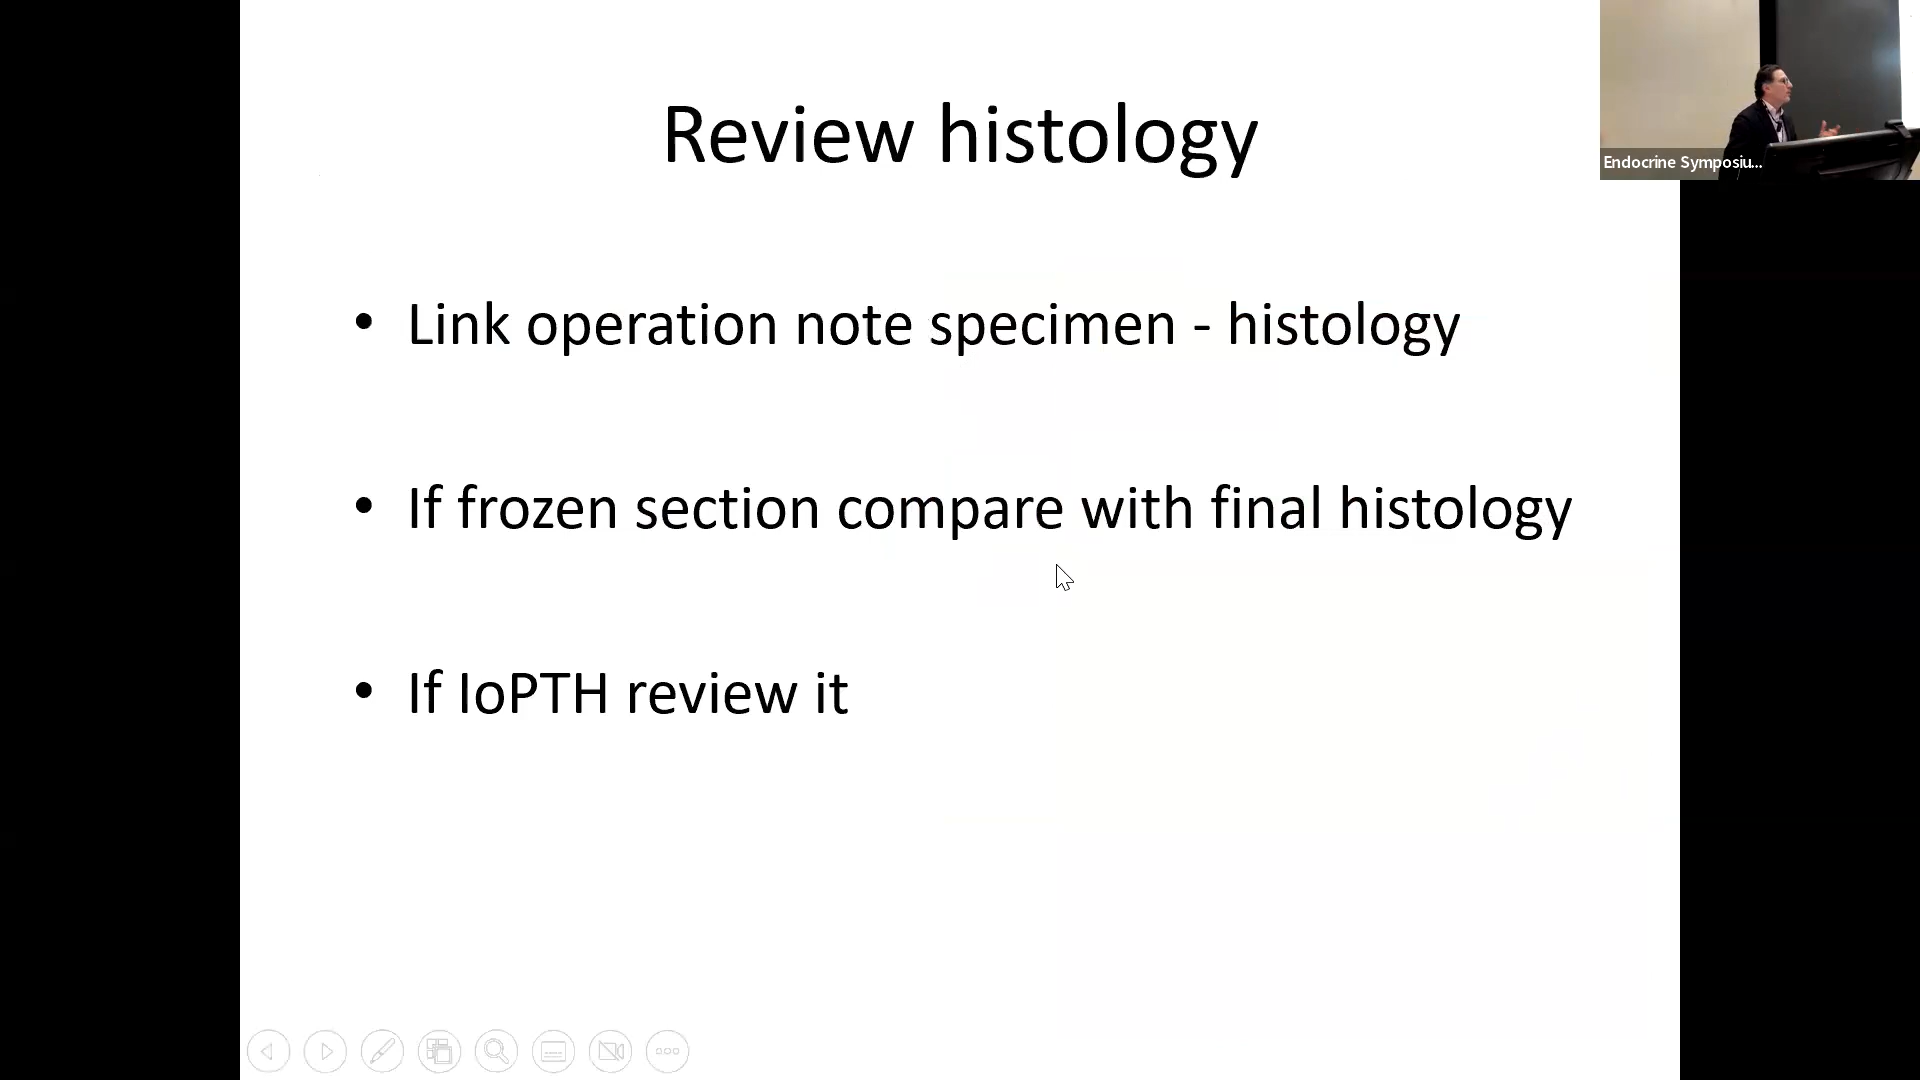 Review histology
Endocrine Symposiu...
• Link operation note specimen - histology
• If frozen section compare with final histology
• If IoPTH review it